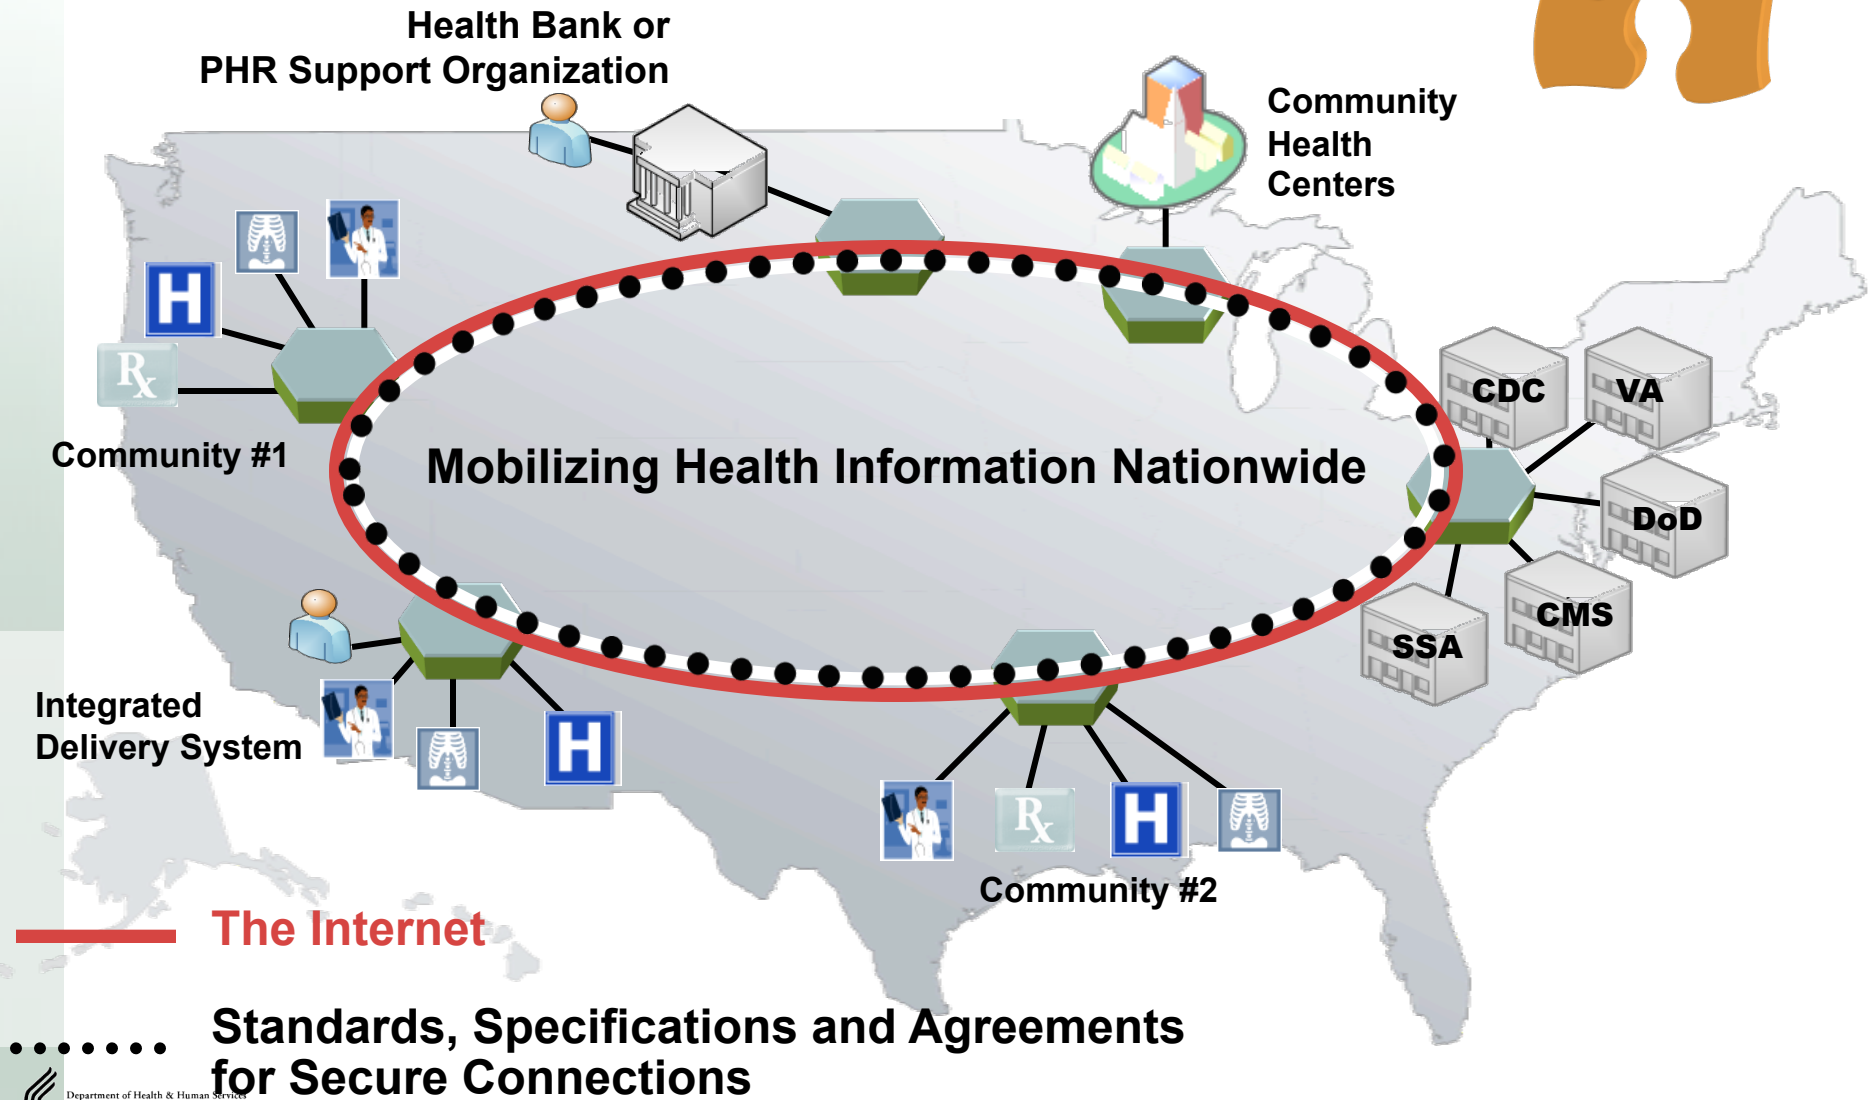 Health Bank or
PHR Support Organization
Community
Health
Centers
H
Rx
Community #1
Mobilizing Health Information Nationwide
CDC
VA
DoD
CMS
SSA
Integrated
Delivery System
H
Rx
H
Community #2
The Internet
Standards, Specifications and Agreements
for Secure Connections
Department of Health & Human Services